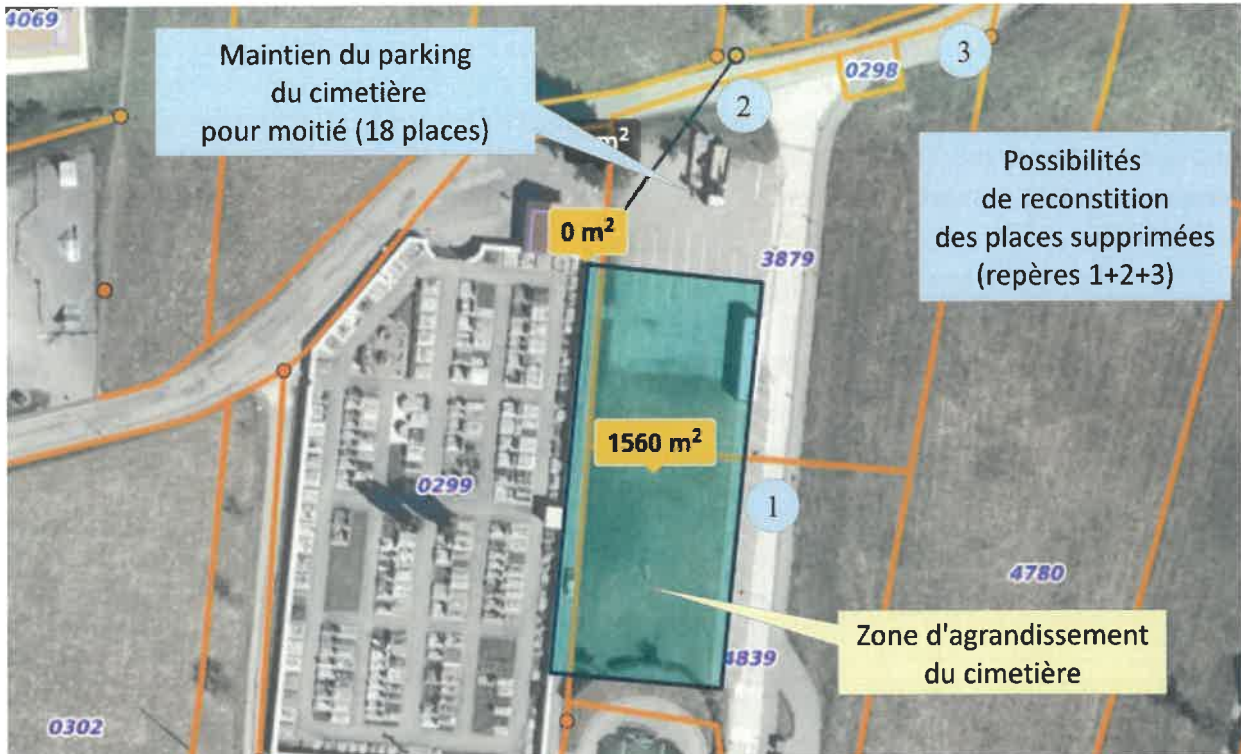 4069
Maintien du parking
du cimetière
pour moitié (18 places)
3
0298
2
m²
Possibilités
de reconstition
des places supprimées
(repères 1+2+3)
0 m²
3879
1560 m²
0299
1
4780
Zone d'agrandissement
du cimetière
4839
0302